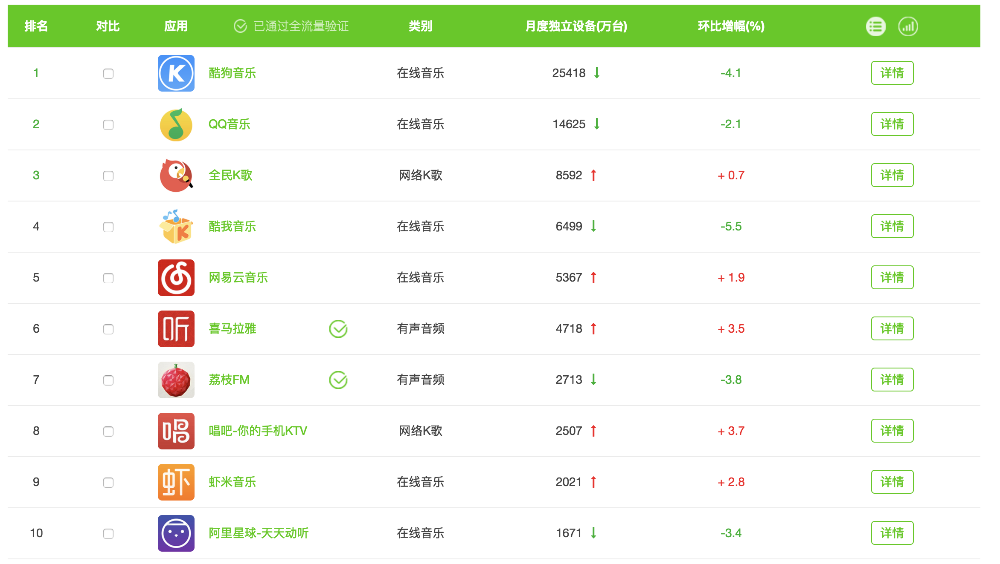 排名 对比 应用 已通过全流量验证 类别 月度独立设备(万台) 环比增幅(%)
1 K 酷狗音乐 在线音乐 25418 -4.1 详情
2 QQ音乐 在线音乐 14625 -2.1 详情
3 全民K歌 网络K歌 8592 + 0.7 详情
4 K 酷我音乐 在线音乐 6499 -5.5 详情
5 网易云音乐 在线音乐 5367 + 1.9 详情
6 听 喜马拉雅 有声音频 4718 + 3.5 详情
7 荔枝FM 有声音频 2713 -3.8 详情
8 唱 唱吧-你的手机KTV 网络K歌 2507 + 3.7 详情
9 虾 虾米音乐 在线音乐 2021 + 2.8 详情
10 阿里星球-天天动听 在线音乐 1671 -3.4 详情